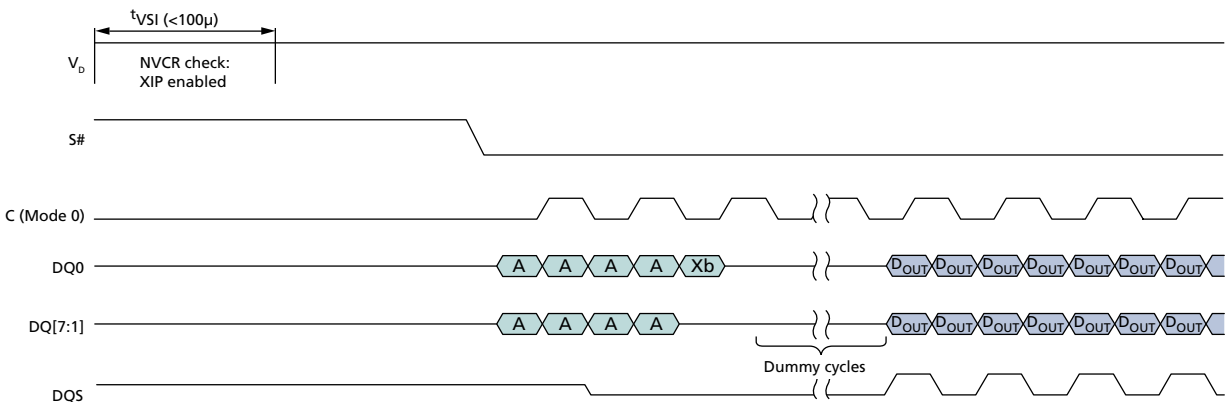 tVSI (<100µ)
VD
NVCR check:
XIP enabled
S#
C (Mode 0)
DQ0
A A A A Xb
DOUT DOUT DOUT DOUT DOUT DOUT DOUT
DQ[7:1]
A A A A
DOUT DOUT DOUT DOUT DOUT DOUT DOUT
Dummy cycles
DQS